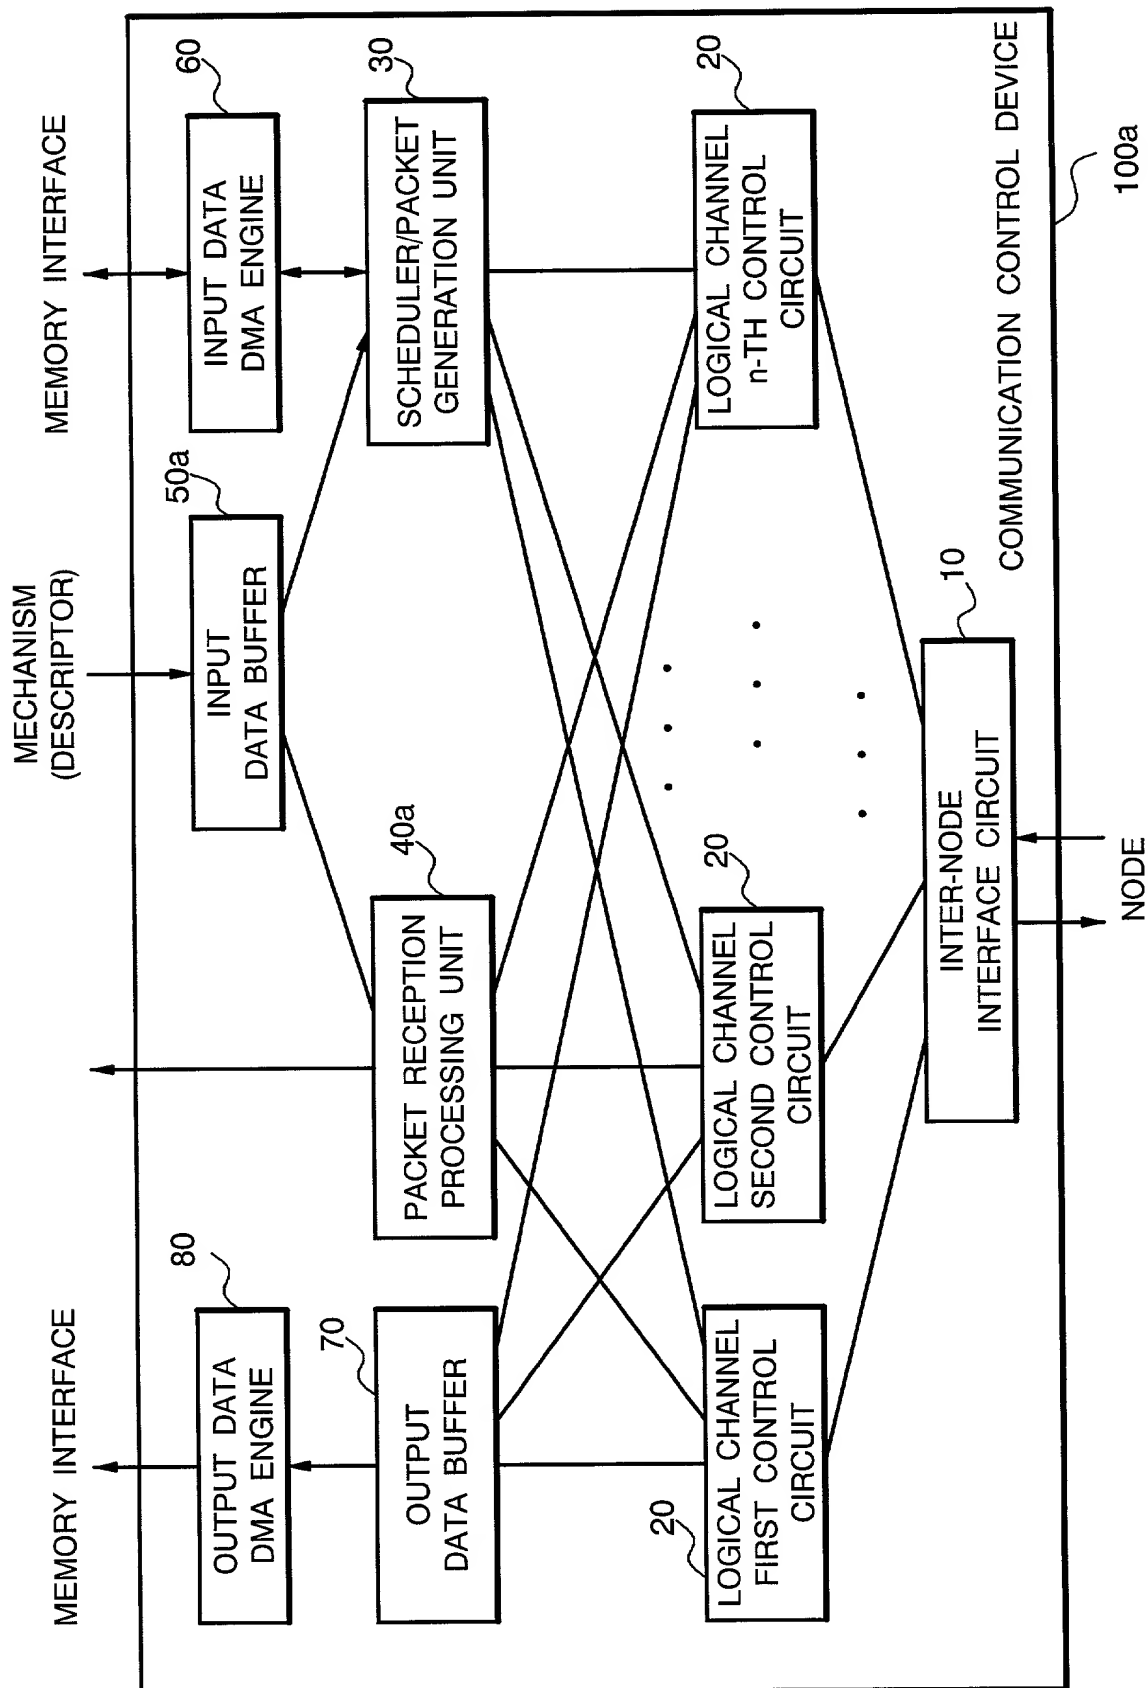 MEMORY INTERFACE
MECHANISM
(DESCRIPTOR)
MEMORY INTERFACE
80
OUTPUT DATA
DMA ENGINE
50a
INPUT
DATA BUFFER
60
INPUT DATA
DMA ENGINE
70
OUTPUT
DATA BUFFER
40a
PACKET RECEPTION
PROCESSING UNIT
30
SCHEDULER/PACKET
GENERATION UNIT
20
LOGICAL CHANNEL
FIRST CONTROL
CIRCUIT
20
LOGICAL CHANNEL
SECOND CONTROL
CIRCUIT
20
LOGICAL CHANNEL
n-TH CONTROL
CIRCUIT
10
INTER-NODE
INTERFACE CIRCUIT
COMMUNICATION CONTROL DEVICE
NODE
100a